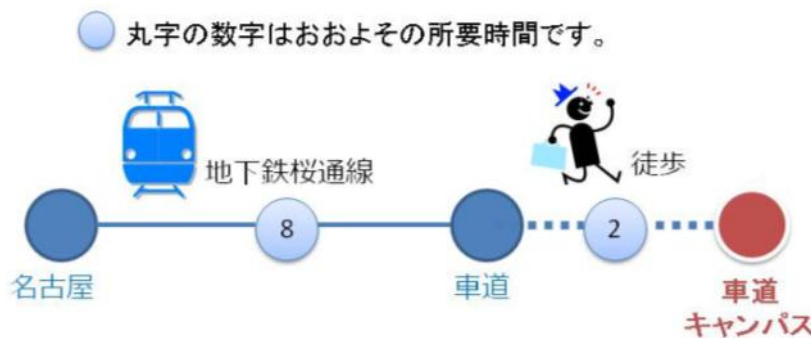 丸字の数字はおおよその所要時間です。
地下鉄桜通線
徒歩
8
2
名古屋
車道
車道
キャンパス